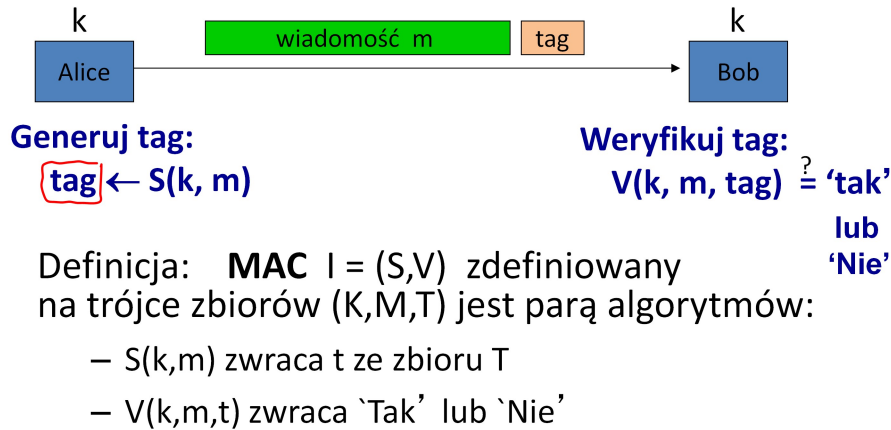 k k
wiadomość m tag
Alice Bob
Generuj tag: Weryfikuj tag:
tag ← S(k, m) V(k, m, tag) ≟ ‘tak’
lub
‘Nie’
Definicja: MAC I = (S,V) zdefiniowany
na trójce zbiorów (K,M,T) jest parą algorytmów:
– S(k,m) zwraca t ze zbioru T
– V(k,m,t) zwraca `Tak’ lub `Nie’